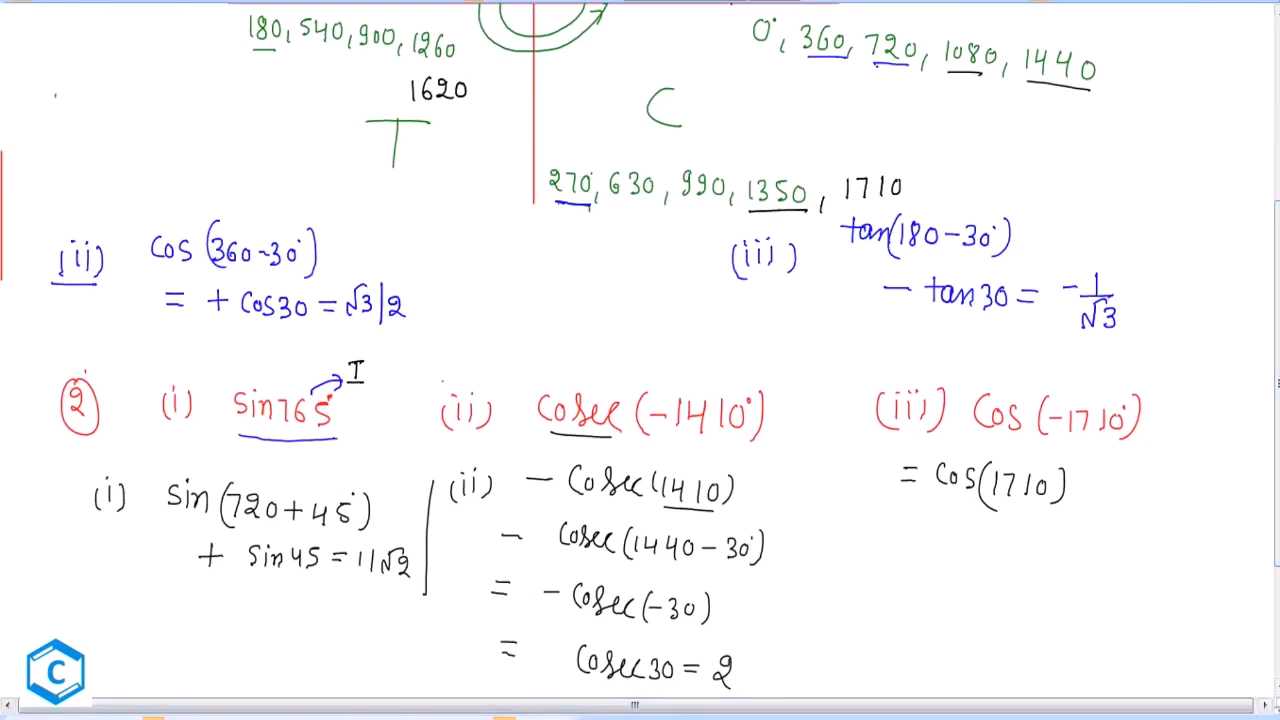 180, 540, 900, 1260
0°, 360, 720, 1080, 1440
1620
T
C
270, 630, 990, 1350, 1710
(ii) cos(360-30°)
= + cos30 = √3/2
(iii) tan(180-30°)
- tan30 = -1/√3
2 (i) sin765° → I (ii) Cosec(-1410°) (iii) Cos(-1710°)
(i) sin(720+45°)
+ sin45 = 1/√2
(ii) - Cosec(1410)
- Cosec(1440-30°)
= - Cosec(-30)
= Cosec30 = 2
= Cos(1710)
C